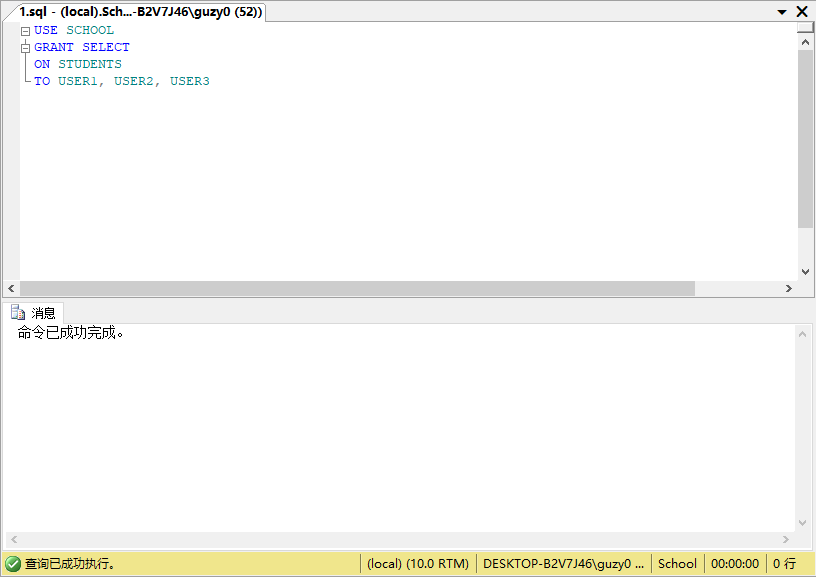 1.sql - (local).Sch...-B2V7J46\guzy0 (52))
USE SCHOOL
GRANT SELECT
ON STUDENTS
TO USER1, USER2, USER3
消息
命令已成功完成。
查询已成功执行。 (local) (10.0 RTM) DESKTOP-B2V7J46\guzy0 ... School 00:00:00 0 行